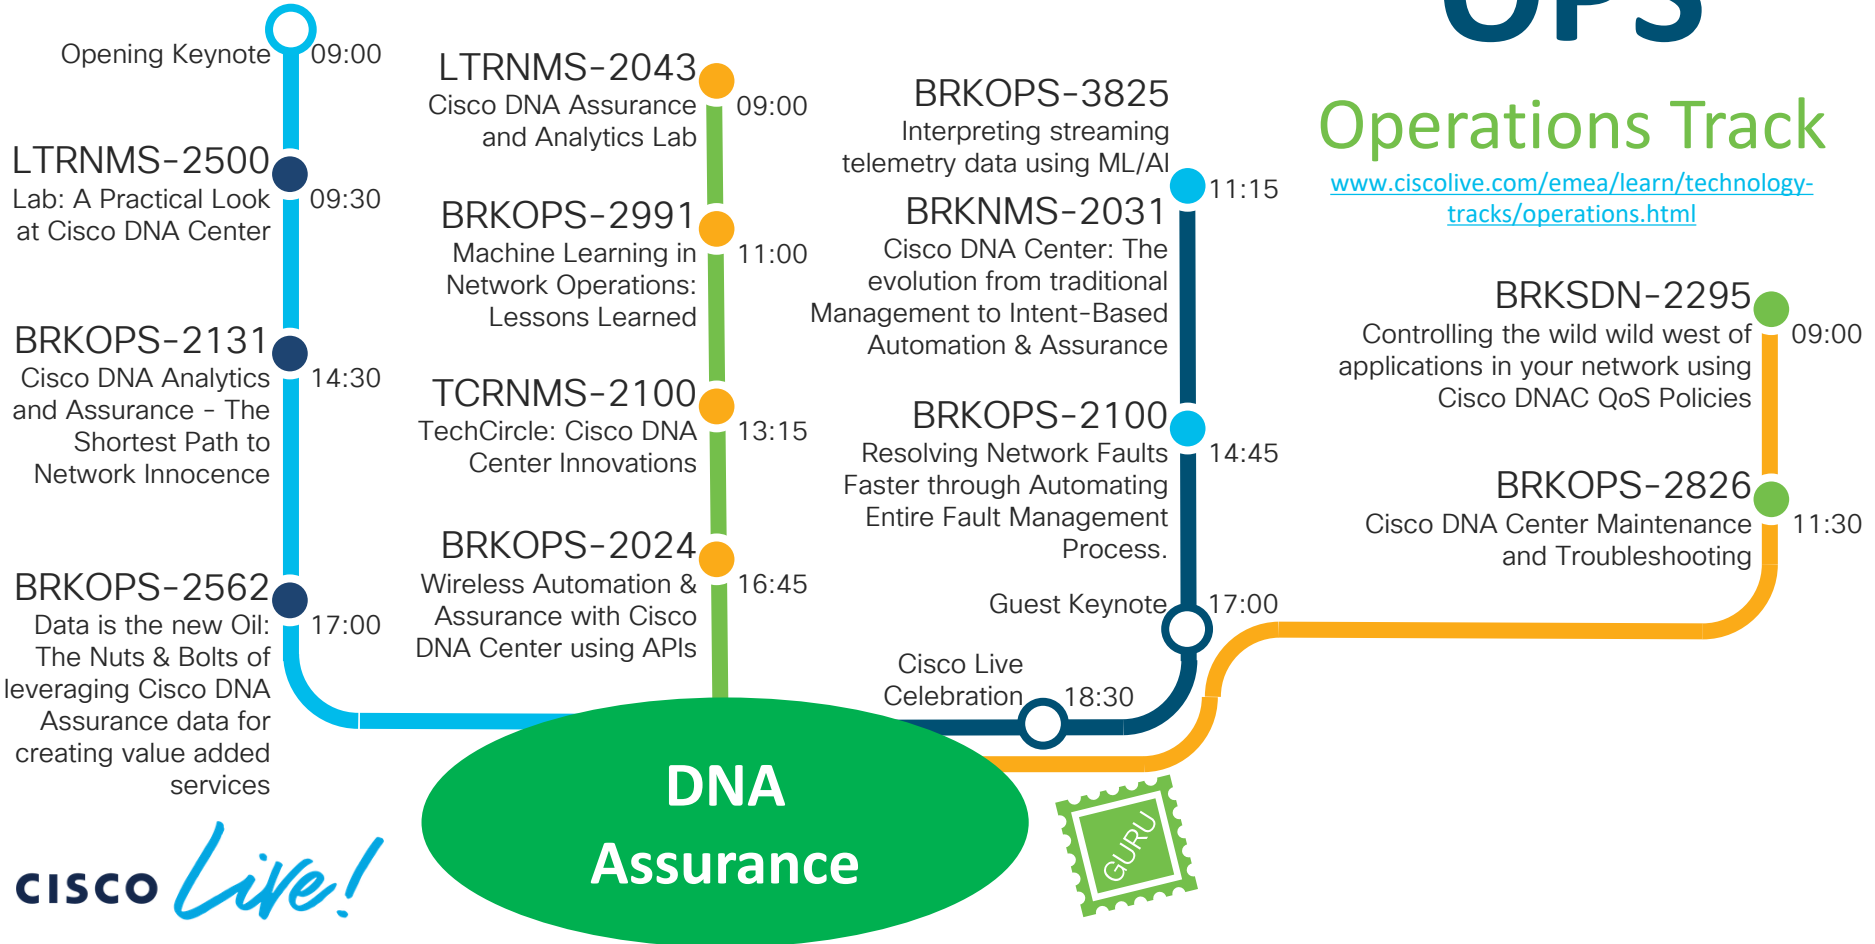 OPS
Operations Track
www.ciscolive.com/emea/learn/technology-
tracks/operations.html
Opening Keynote
09:00
LTRNMS-2500
Lab: A Practical Look
at Cisco DNA Center
09:30
BRKOPS-2131
Cisco DNA Analytics
and Assurance - The
Shortest Path to
Network Innocence
14:30
BRKOPS-2562
Data is the new Oil:
The Nuts & Bolts of
leveraging Cisco DNA
Assurance data for
creating value added
services
17:00
LTRNMS-2043
Cisco DNA Assurance
and Analytics Lab
09:00
BRKOPS-2991
Machine Learning in
Network Operations:
Lessons Learned
11:00
TCRNMS-2100
TechCircle: Cisco DNA
Center Innovations
13:15
BRKOPS-2024
Wireless Automation &
Assurance with Cisco
DNA Center using APIs
16:45
BRKOPS-3825
Interpreting streaming
telemetry data using ML/AI
11:15
BRKNMS-2031
Cisco DNA Center: The
evolution from traditional
Management to Intent-Based
Automation & Assurance
BRKOPS-2100
Resolving Network Faults
Faster through Automating
Entire Fault Management
Process.
14:45
Guest Keynote
17:00
Cisco Live
Celebration
18:30
BRKSDN-2295
Controlling the wild wild west of
applications in your network using
Cisco DNAC QoS Policies
09:00
BRKOPS-2826
Cisco DNA Center Maintenance
and Troubleshooting
11:30
DNA
Assurance
GURU
CISCO Live!